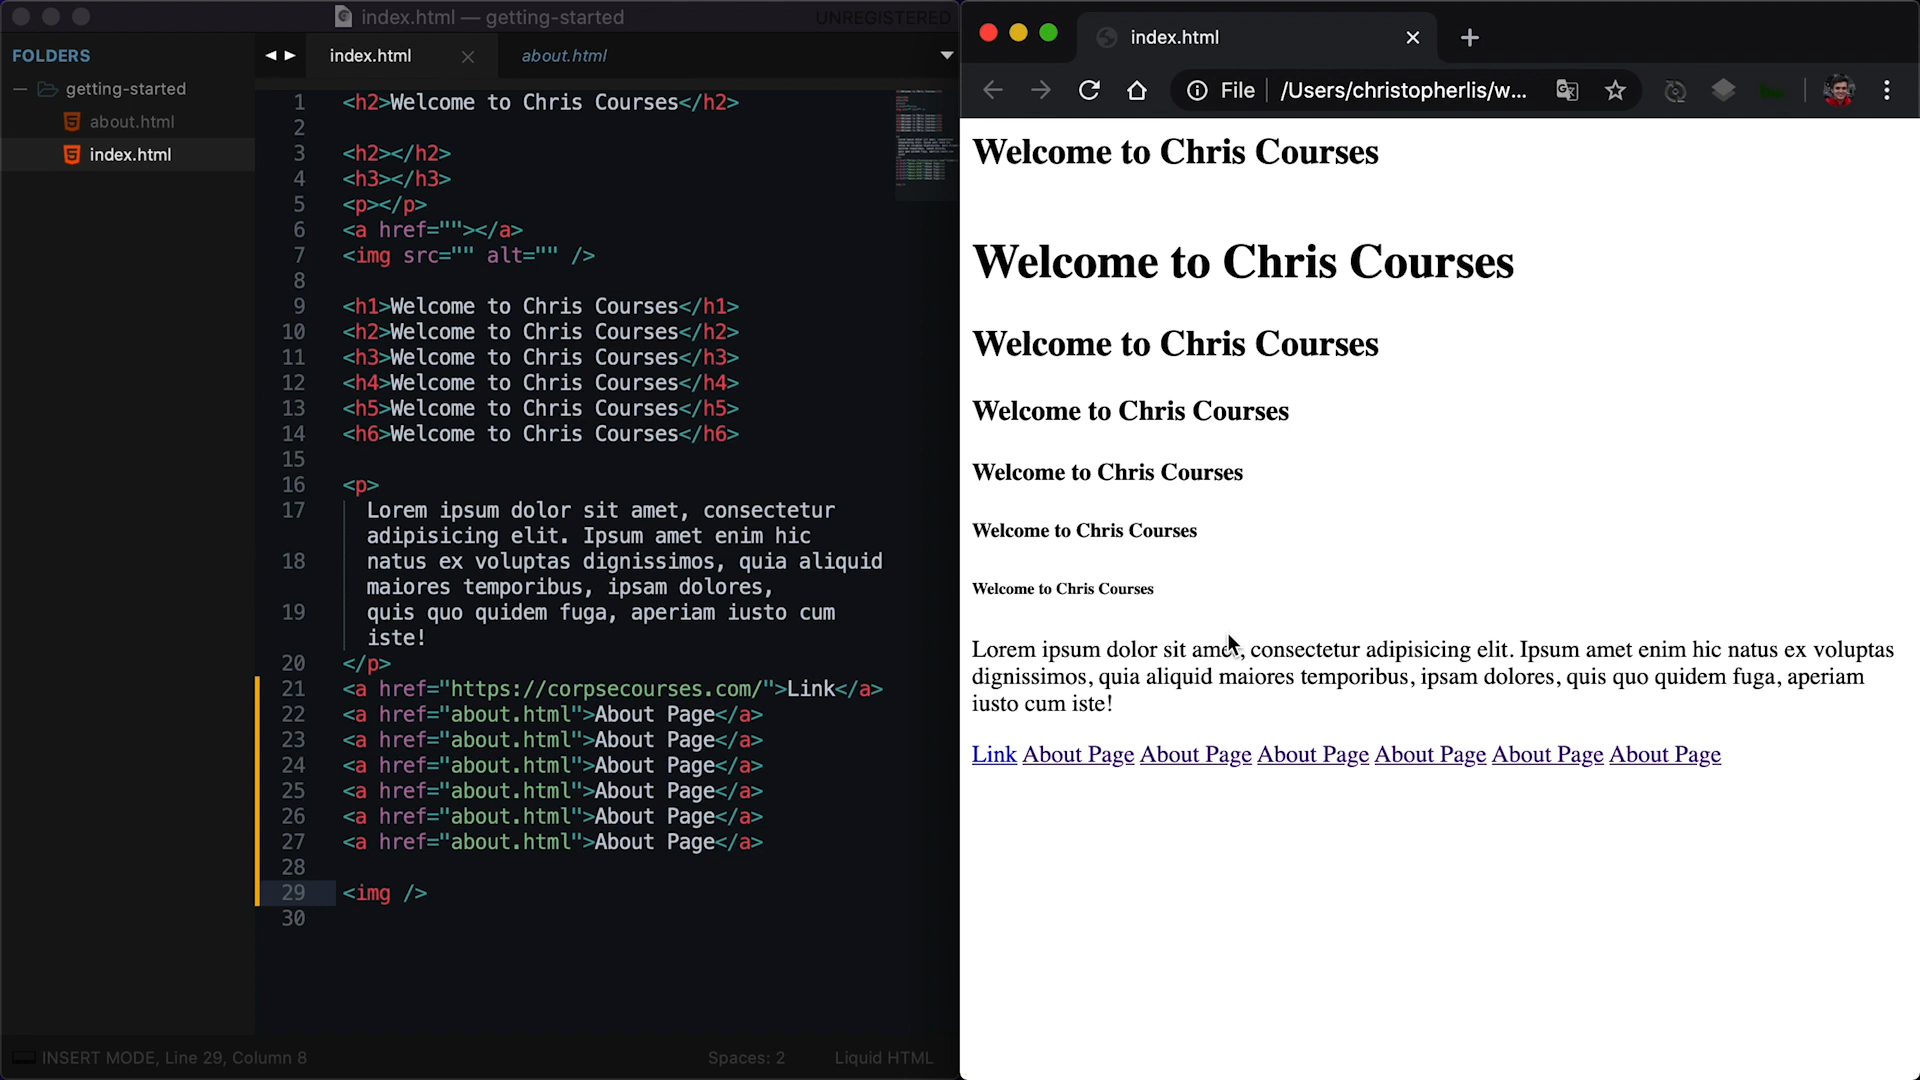 index.html — getting-started
UNREGISTERED
FOLDERS
getting-started
about.html
index.html
index.html
about.html
1 <h2>Welcome to Chris Courses</h2>
2
3 <h2></h2>
4 <h3></h3>
5 <p></p>
6 <a href=""></a>
7 <img src="" alt="" />
8
9 <h1>Welcome to Chris Courses</h1>
10 <h2>Welcome to Chris Courses</h2>
11 <h3>Welcome to Chris Courses</h3>
12 <h4>Welcome to Chris Courses</h4>
13 <h5>Welcome to Chris Courses</h5>
14 <h6>Welcome to Chris Courses</h6>
15
16 <p>
17 Lorem ipsum dolor sit amet, consectetur
adipisicing elit. Ipsum amet enim hic
18 natus ex voluptas dignissimos, quia aliquid
maiores temporibus, ipsam dolores,
19 quis quo quidem fuga, aperiam iusto cum
iste!
20 </p>
21 <a href="https://corpsecourses.com/">Link</a>
22 <a href="about.html">About Page</a>
23 <a href="about.html">About Page</a>
24 <a href="about.html">About Page</a>
25 <a href="about.html">About Page</a>
26 <a href="about.html">About Page</a>
27 <a href="about.html">About Page</a>
28
29 <img />
30
INSERT MODE, Line 29, Column 8
Spaces: 2
Liquid HTML
index.html
File
/Users/christopherlis/w...
Welcome to Chris Courses
Welcome to Chris Courses
Welcome to Chris Courses
Welcome to Chris Courses
Welcome to Chris Courses
Welcome to Chris Courses
Welcome to Chris Courses
Lorem ipsum dolor sit amet, consectetur adipisicing elit. Ipsum amet enim hic natus ex voluptas
dignissimos, quia aliquid maiores temporibus, ipsam dolores, quis quo quidem fuga, aperiam
iusto cum iste!
Link About Page About Page About Page About Page About Page About Page